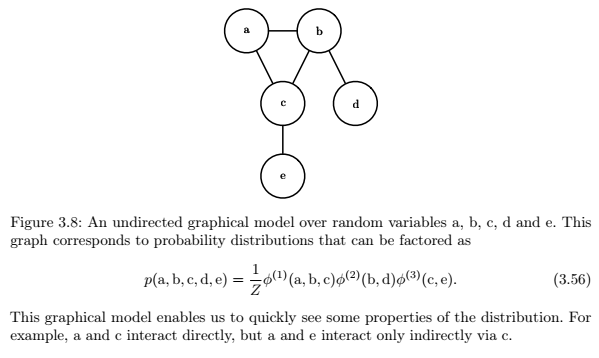 a
b
c
d
e
Figure 3.8: An undirected graphical model over random variables a, b, c, d and e. This
graph corresponds to probability distributions that can be factored as
p(a, b, c, d, e) = 1/Z ϕ⁽¹⁾(a, b, c)ϕ⁽²⁾(b, d)ϕ⁽³⁾(c, e). (3.56)
This graphical model enables us to quickly see some properties of the distribution. For
example, a and c interact directly, but a and e interact only indirectly via c.